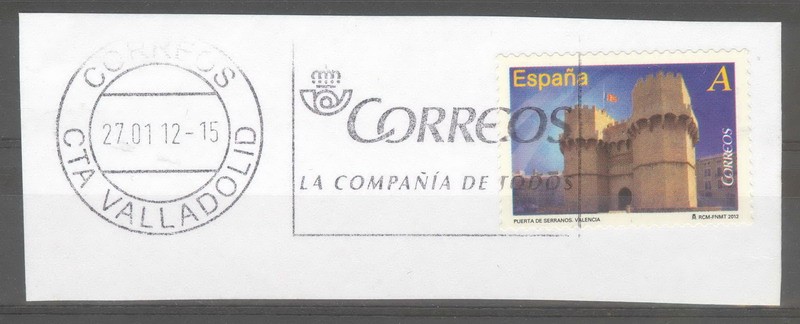 CORREOS
27.01 12-15
CTA VALLADOLID
CORREOS
LA COMPAÑÍA DE TODOS
España A
CORREOS
PUERTA DE SERRANOS. VALENCIA RCM-FNMT 2012